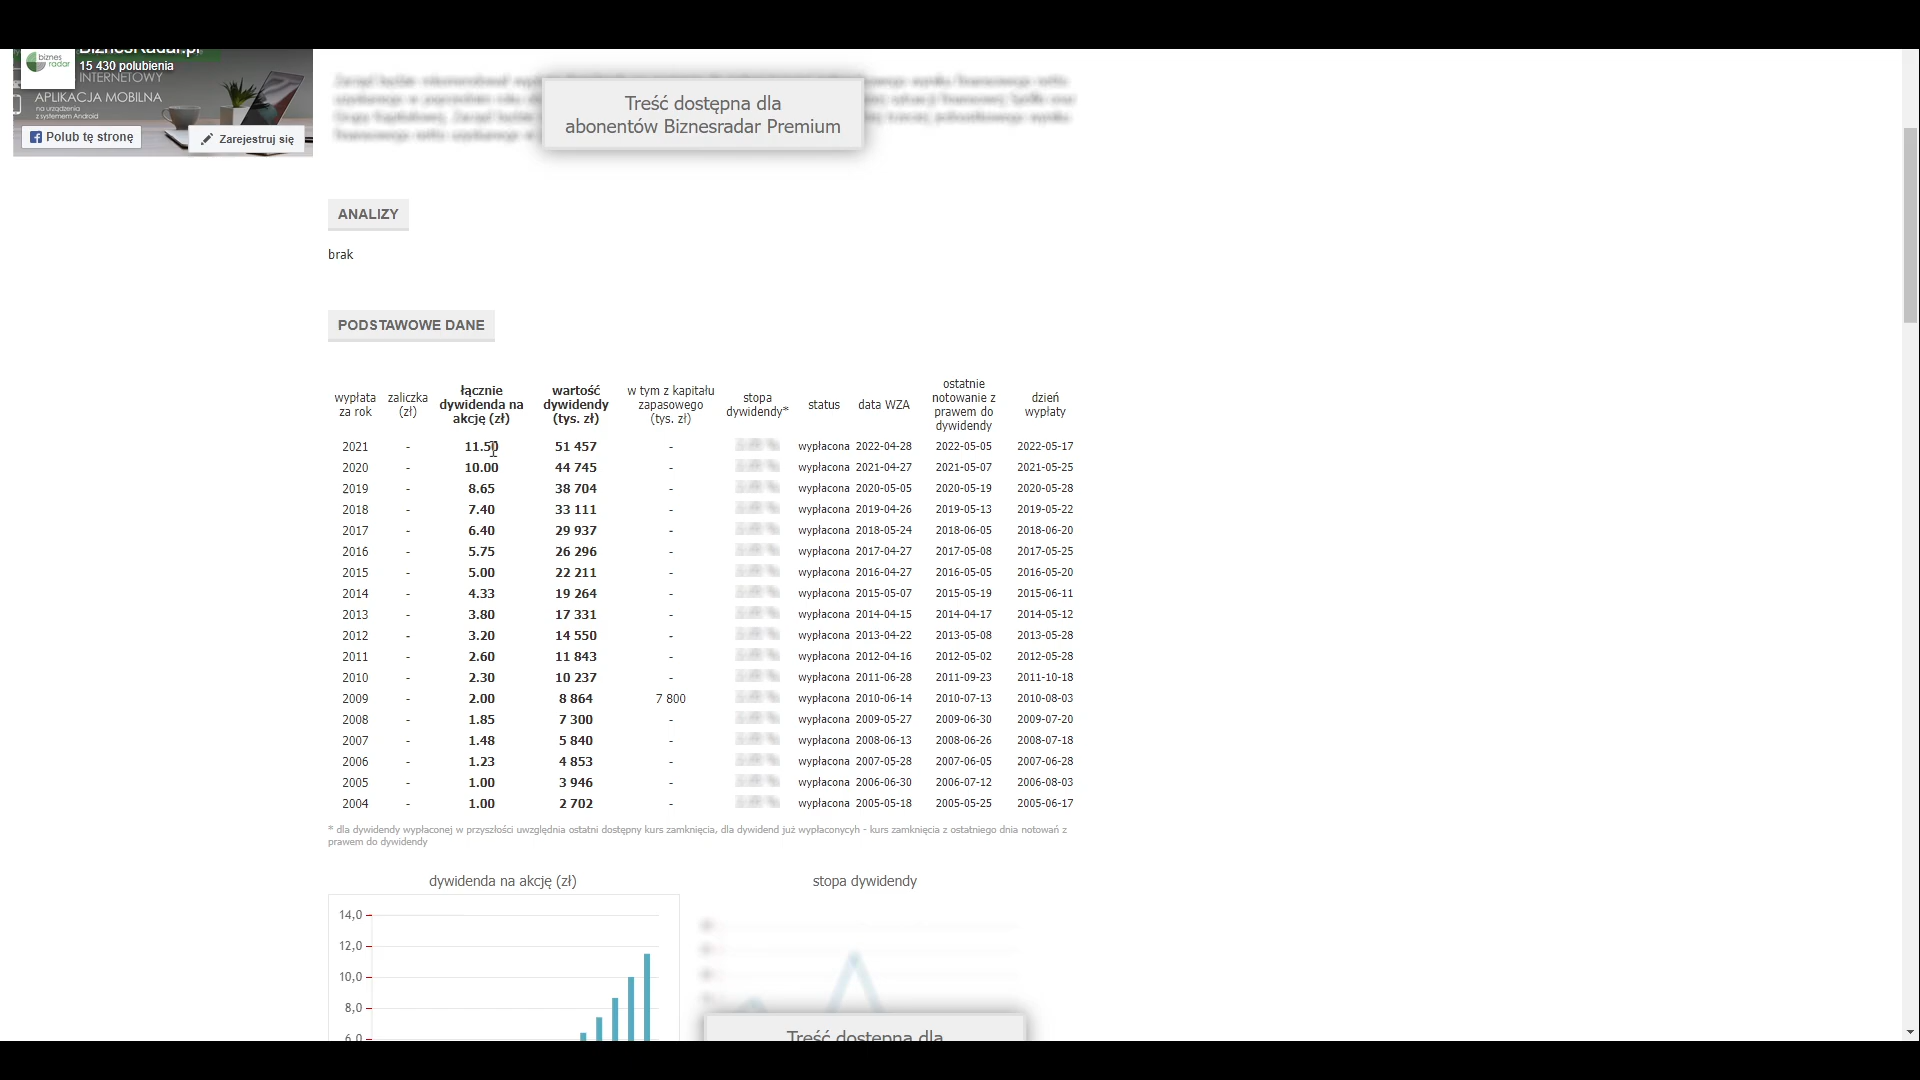 BiznesRadar.pl
biznes
radar
15 430 polubienia
INTERNETOWY
APLIKACJA MOBILNA
na urządzenia
z systemem Android
Polub tę stronę
Zarejestruj się
Treść dostępna dla
abonentów Biznesradar Premium
ANALIZY
brak
PODSTAWOWE DANE
wypłata za rok zaliczka (zł) łącznie dywidenda na akcję (zł) wartość dywidendy (tys. zł) w tym z kapitału zapasowego (tys. zł) stopa dywidendy* status data WZA ostatnie notowanie z prawem do dywidendy dzień wypłaty
2021 - 11.50 51 457 - wypłacona 2022-04-28 2022-05-05 2022-05-17
2020 - 10.00 44 745 - wypłacona 2021-04-27 2021-05-07 2021-05-25
2019 - 8.65 38 704 - wypłacona 2020-05-05 2020-05-19 2020-05-28
2018 - 7.40 33 111 - wypłacona 2019-04-26 2019-05-13 2019-05-22
2017 - 6.40 29 937 - wypłacona 2018-05-24 2018-06-05 2018-06-20
2016 - 5.75 26 296 - wypłacona 2017-04-27 2017-05-08 2017-05-25
2015 - 5.00 22 211 - wypłacona 2016-04-27 2016-05-05 2016-05-20
2014 - 4.33 19 264 - wypłacona 2015-05-07 2015-05-19 2015-06-11
2013 - 3.80 17 331 - wypłacona 2014-04-15 2014-04-17 2014-05-12
2012 - 3.20 14 550 - wypłacona 2013-04-22 2013-05-08 2013-05-28
2011 - 2.60 11 843 - wypłacona 2012-04-16 2012-05-02 2012-05-28
2010 - 2.30 10 237 - wypłacona 2011-06-28 2011-09-23 2011-10-18
2009 - 2.00 8 864 7 800 wypłacona 2010-06-14 2010-07-13 2010-08-03
2008 - 1.85 7 300 - wypłacona 2009-05-27 2009-06-30 2009-07-20
2007 - 1.48 5 840 - wypłacona 2008-06-13 2008-06-26 2008-07-18
2006 - 1.23 4 853 - wypłacona 2007-05-28 2007-06-05 2007-06-28
2005 - 1.00 3 946 - wypłacona 2006-06-30 2006-07-12 2006-08-03
2004 - 1.00 2 702 - wypłacona 2005-05-18 2005-05-25 2005-06-17
* dla dywidendy wypłaconej w przyszłości uwzględnia ostatni dostępny kurs zamknięcia, dla dywidend już wypłaconych - kurs zamknięcia z ostatniego dnia notowań z
prawem do dywidendy
dywidenda na akcję (zł)
14,0
12,0
10,0
8,0
6,0
stopa dywidendy
Treść dostępna dla